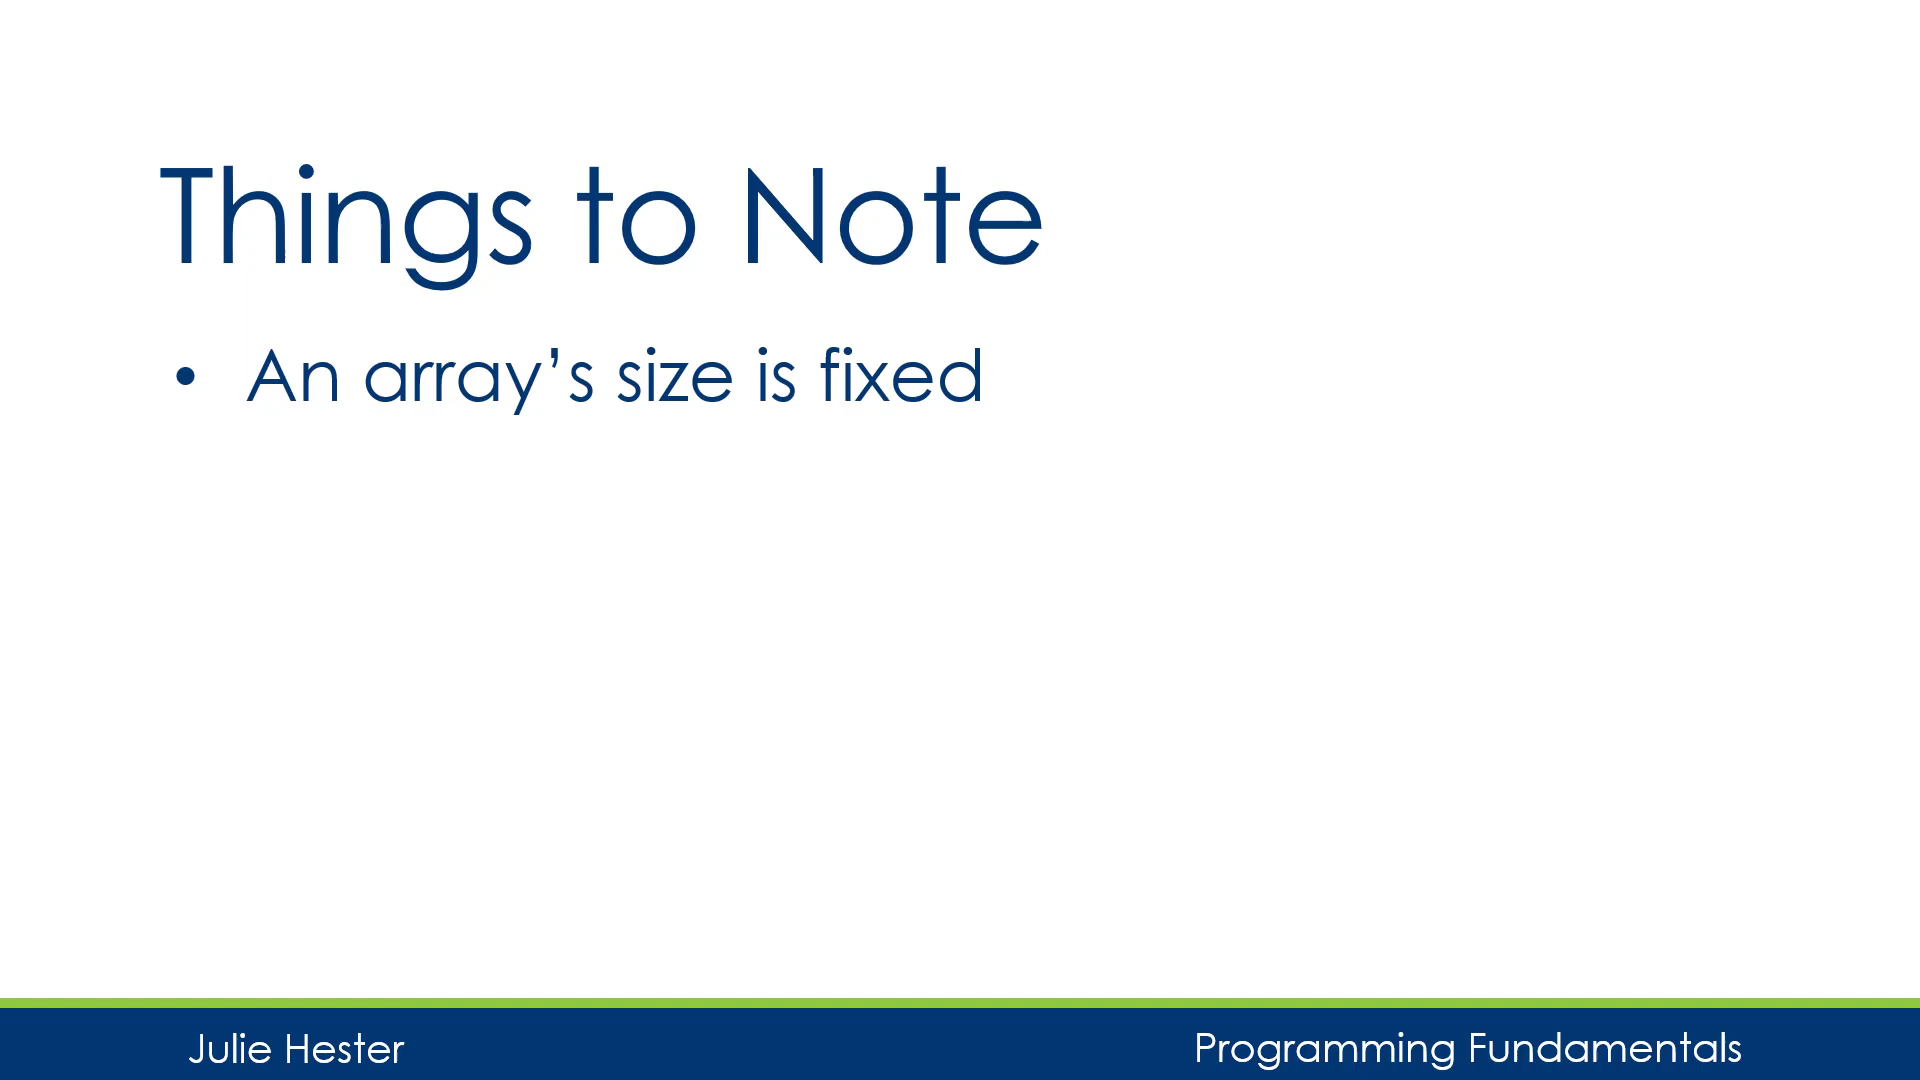 Things to Note
• An array’s size is fixed
Julie Hester
Programming Fundamentals